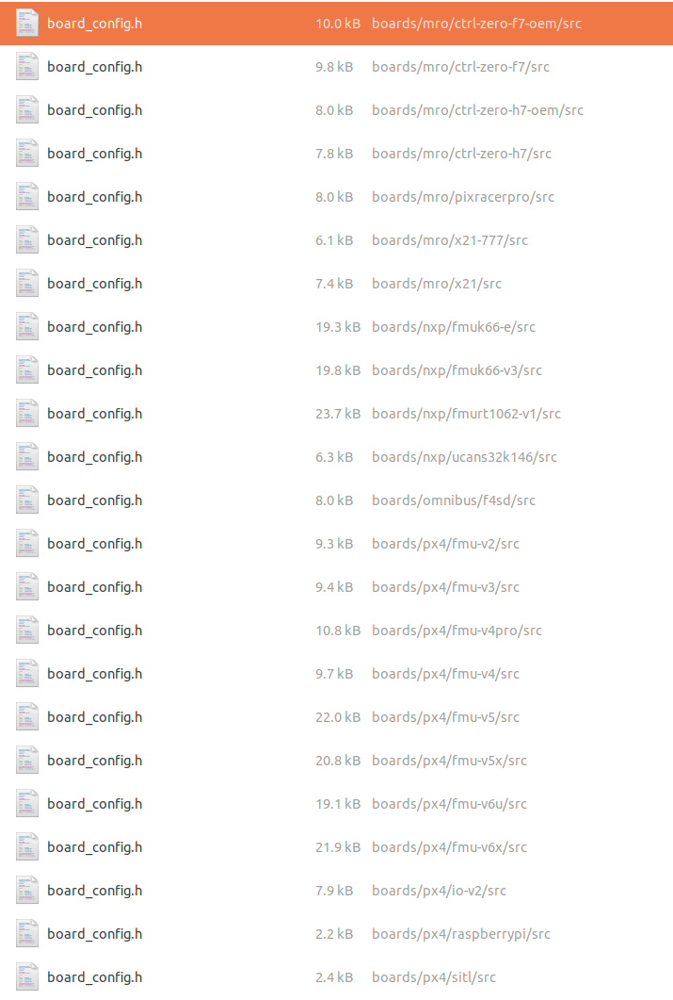 board_config.h 10.0 kB boards/mro/ctrl-zero-f7-oem/src
board_config.h 9.8 kB boards/mro/ctrl-zero-f7/src
board_config.h 8.0 kB boards/mro/ctrl-zero-h7-oem/src
board_config.h 7.8 kB boards/mro/ctrl-zero-h7/src
board_config.h 8.0 kB boards/mro/pixracerpro/src
board_config.h 6.1 kB boards/mro/x21-777/src
board_config.h 7.4 kB boards/mro/x21/src
board_config.h 19.3 kB boards/nxp/fmuk66-e/src
board_config.h 19.8 kB boards/nxp/fmuk66-v3/src
board_config.h 23.7 kB boards/nxp/fmurt1062-v1/src
board_config.h 6.3 kB boards/nxp/ucans32k146/src
board_config.h 8.0 kB boards/omnibus/f4sd/src
board_config.h 9.3 kB boards/px4/fmu-v2/src
board_config.h 9.4 kB boards/px4/fmu-v3/src
board_config.h 10.8 kB boards/px4/fmu-v4pro/src
board_config.h 9.7 kB boards/px4/fmu-v4/src
board_config.h 22.0 kB boards/px4/fmu-v5/src
board_config.h 20.8 kB boards/px4/fmu-v5x/src
board_config.h 19.1 kB boards/px4/fmu-v6u/src
board_config.h 21.9 kB boards/px4/fmu-v6x/src
board_config.h 7.9 kB boards/px4/io-v2/src
board_config.h 2.2 kB boards/px4/raspberrypi/src
board_config.h 2.4 kB boards/px4/sitl/src